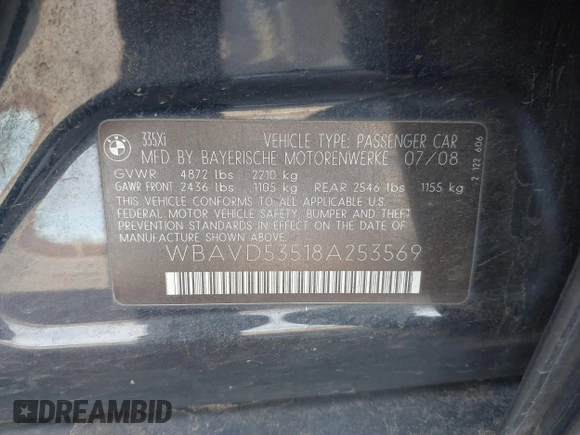 BMW
335Xi
VEHICLE TYPE: PASSENGER CAR
MFD BY BAYERISCHE MOTORENWERKE 07/08
GVWR 4872 lbs 2210 kg
GAWR FRONT 2436 lbs 1105 kg REAR 2546 lbs 1155 kg
THIS VEHICLE CONFORMS TO ALL APPLICABLE U.S.
FEDERAL MOTOR VEHICLE SAFETY, BUMPER AND THEFT
PREVENTION STANDARDS IN EFFECT ON THE DATE OF
MANUFACTURE SHOWN ABOVE.
WBAVD53518A253569
2 122 606
DREAMBID